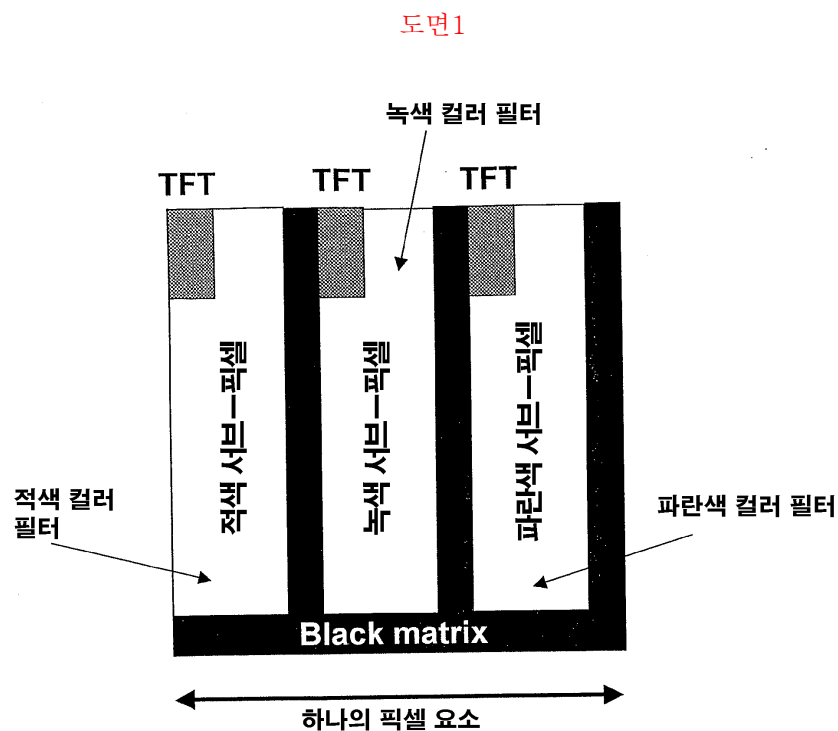 도면1
녹색 컬러 필터
TFT
TFT
TFT
적색 서브-픽셀
녹색 서브-픽셀
파란색 서브-픽셀
적색 컬러
필터
파란색 컬러 필터
Black matrix
하나의 픽셀 요소